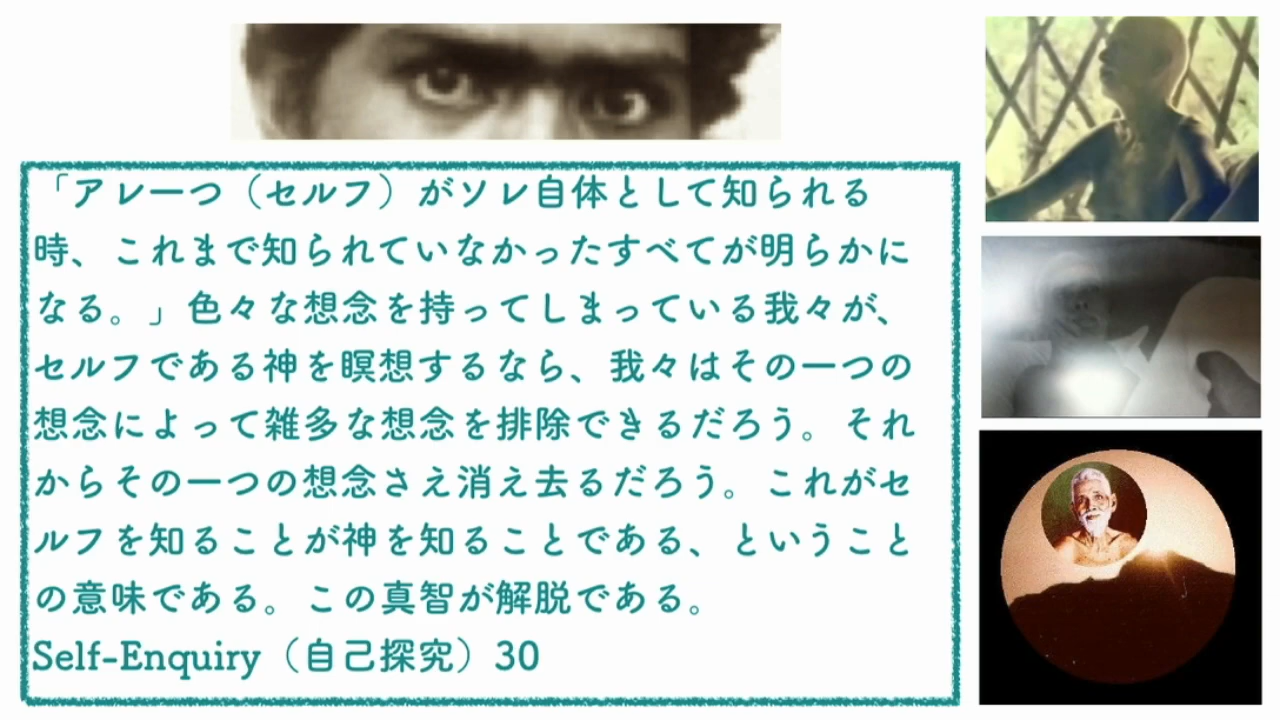 「アレ一つ（セルフ）がソレ自体として知られる
時、これまで知られていなかったすべてが明らかに
なる。」色々な想念を持ってしまっている我々が、
セルフである神を瞑想するなら、我々はその一つの
想念によって雑多な想念を排除できるだろう。それ
からその一つの想念さえ消え去るだろう。これがセ
ルフを知ることが神を知ることである、ということ
の意味である。この真智が解脱である。
Self-Enquiry（自己探究）30